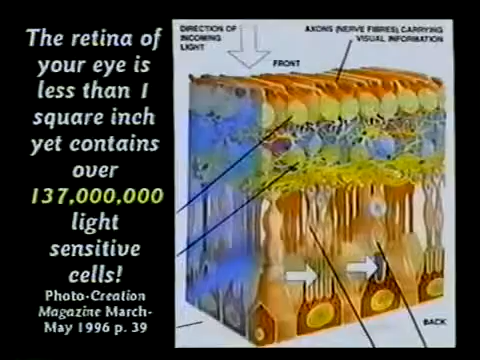 The retina of
your eye is
less than 1
square inch
yet contains
over
137,000,000
light
sensitive
cells!
Photo-Creation
Magazine March-
May 1996 p. 39
DIRECTION OF
INCOMING
LIGHT
AXONS (NERVE FIBRES) CARRYING
VISUAL INFORMATION
FRONT
BACK